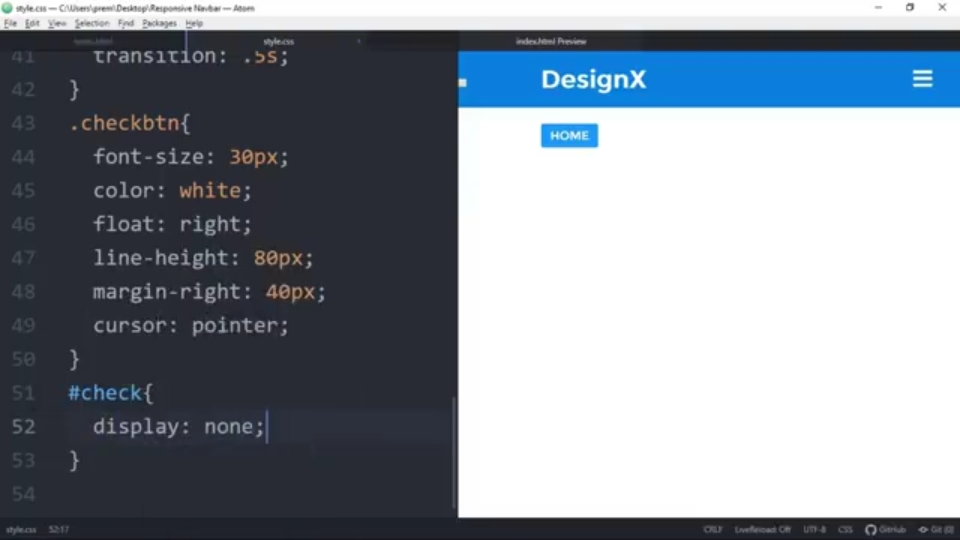 style.css — C:\Users\prem\Desktop\Responsive Navbar — Atom
File Edit View Selection Find Packages Help
index.html style.css index.html Preview
41 transition: .5s;
42 }
43 .checkbtn{
44 font-size: 30px;
45 color: white;
46 float: right;
47 line-height: 80px;
48 margin-right: 40px;
49 cursor: pointer;
50 }
51 #check{
52 display: none;
53 }
54
DesignX
HOME
style.css 52:17 CRLF LiveReload: Off UTF-8 CSS GitHub Git (0)